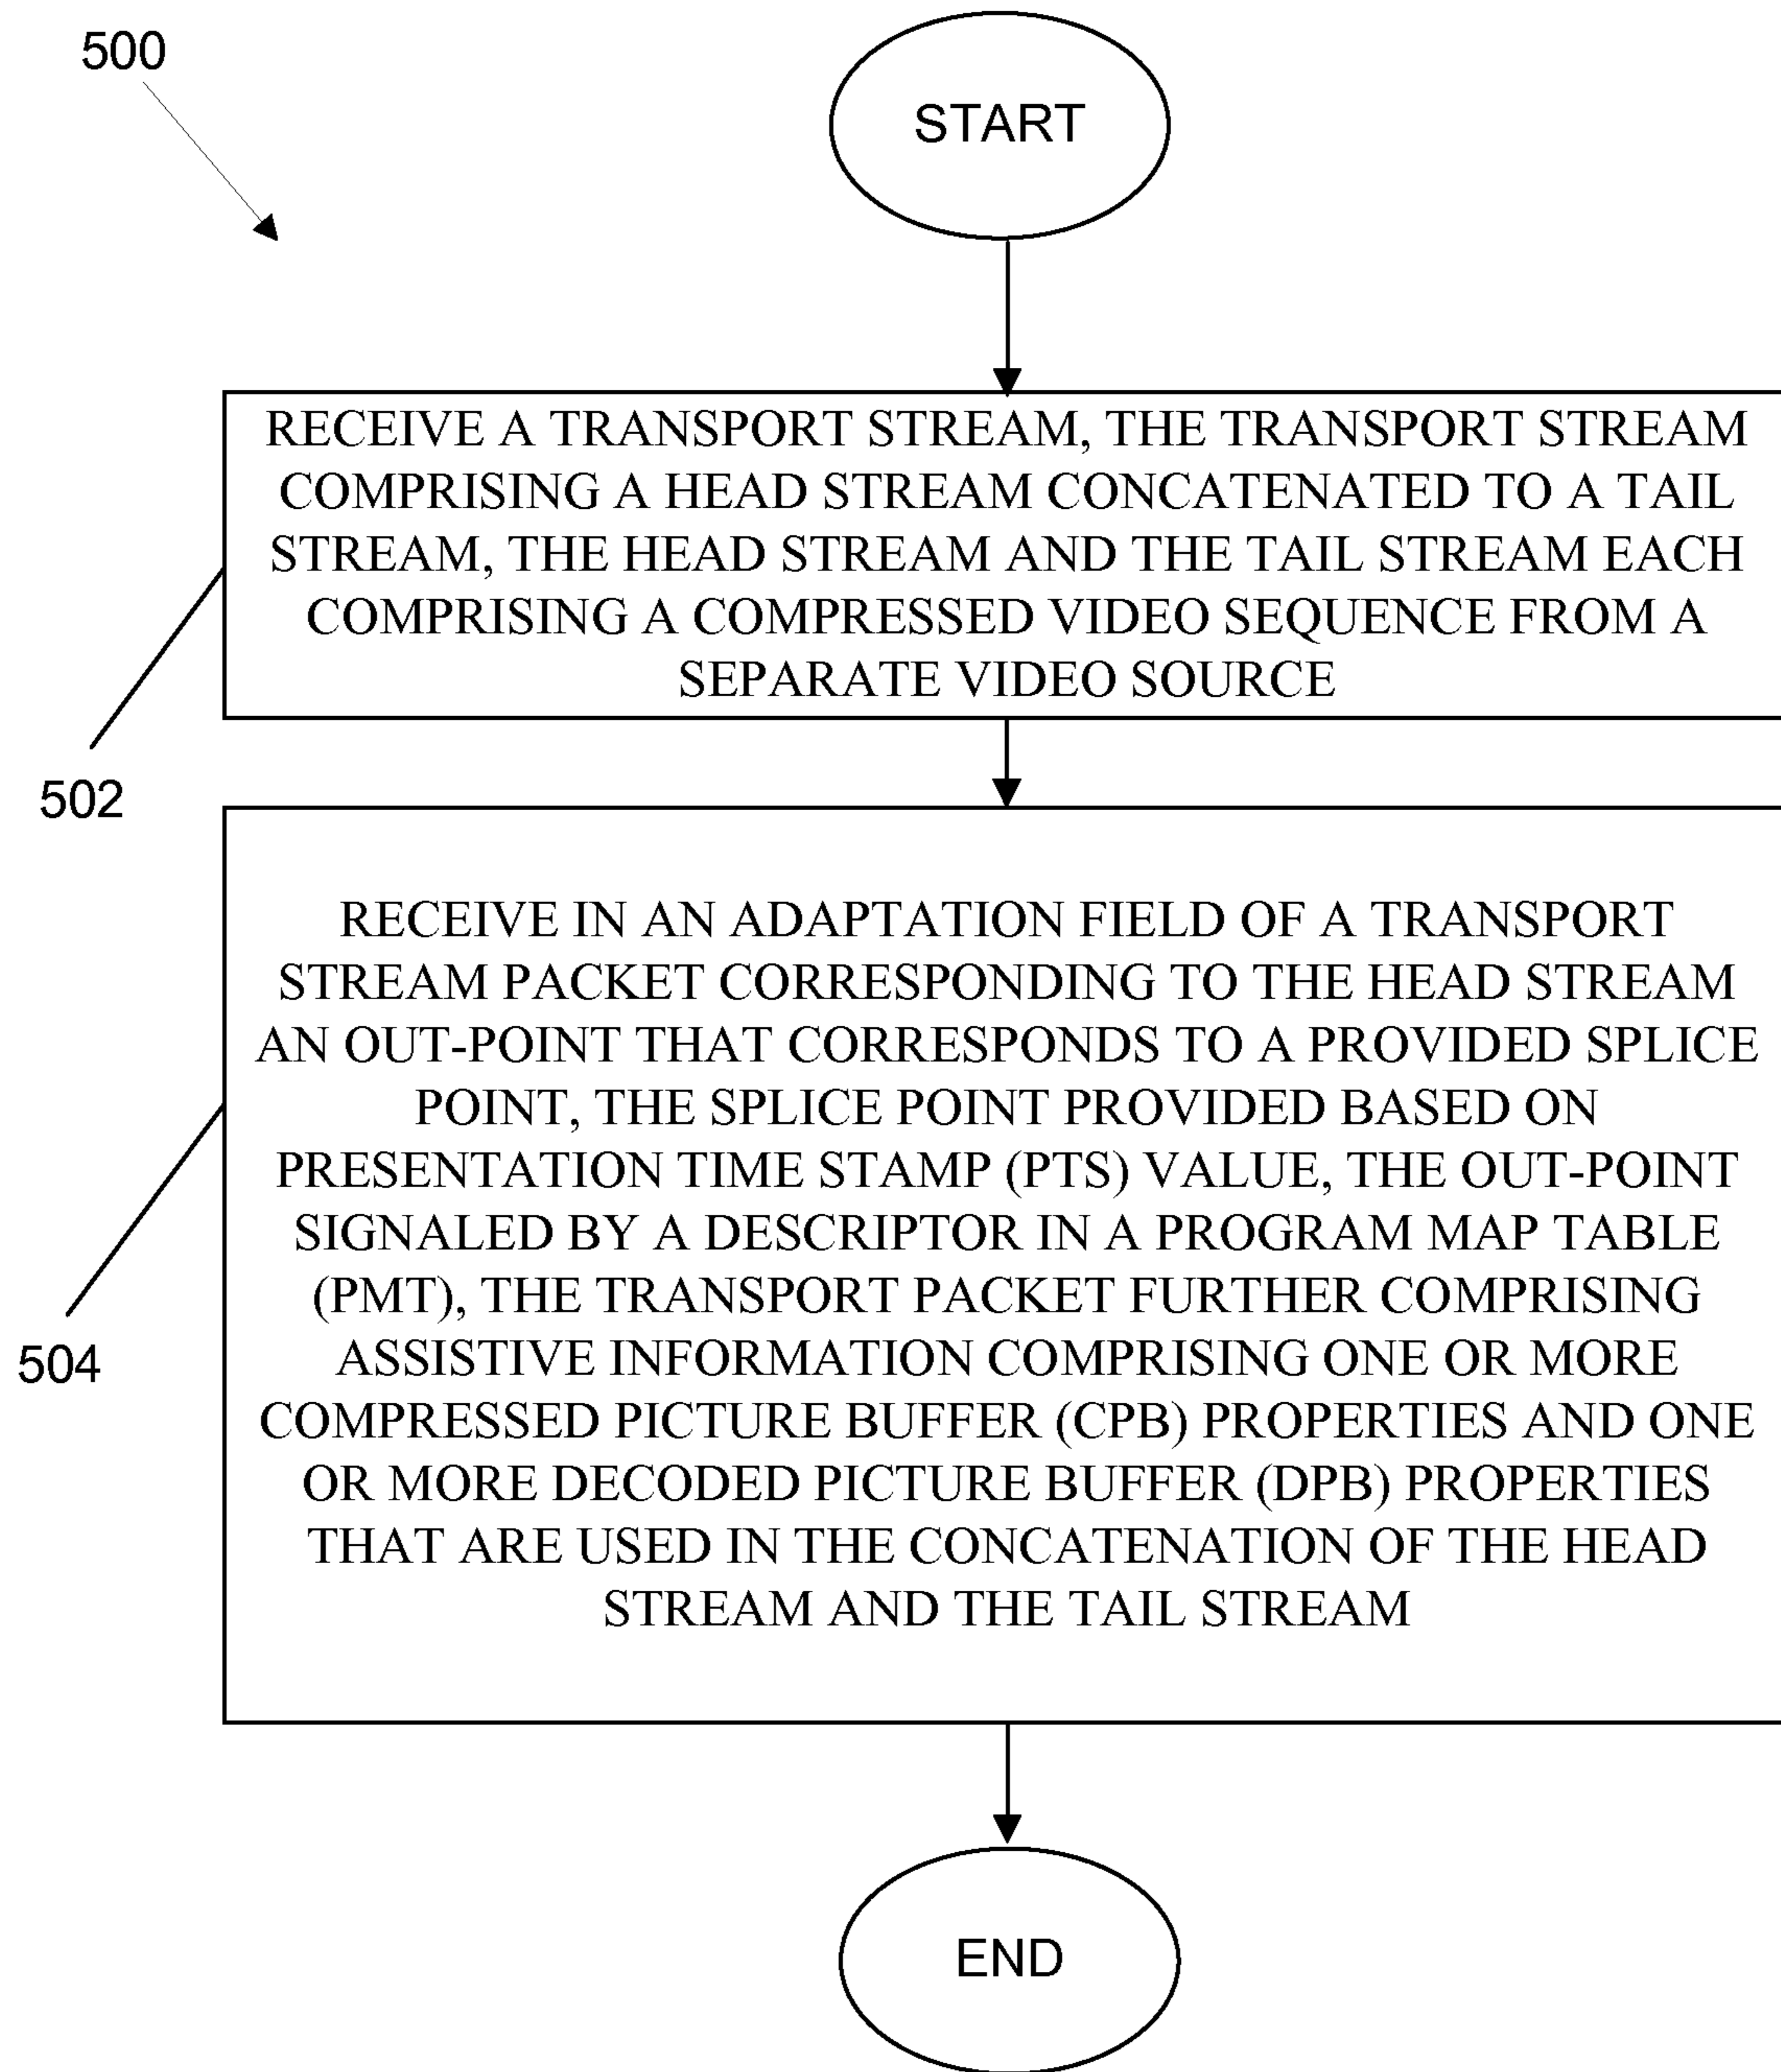 500
START
RECEIVE A TRANSPORT STREAM, THE TRANSPORT STREAM
COMPRISING A HEAD STREAM CONCATENATED TO A TAIL
STREAM, THE HEAD STREAM AND THE TAIL STREAM EACH
COMPRISING A COMPRESSED VIDEO SEQUENCE FROM A
SEPARATE VIDEO SOURCE
502
RECEIVE IN AN ADAPTATION FIELD OF A TRANSPORT
STREAM PACKET CORRESPONDING TO THE HEAD STREAM
AN OUT-POINT THAT CORRESPONDS TO A PROVIDED SPLICE
POINT, THE SPLICE POINT PROVIDED BASED ON
PRESENTATION TIME STAMP (PTS) VALUE, THE OUT-POINT
SIGNALED BY A DESCRIPTOR IN A PROGRAM MAP TABLE
(PMT), THE TRANSPORT PACKET FURTHER COMPRISING
ASSISTIVE INFORMATION COMPRISING ONE OR MORE
COMPRESSED PICTURE BUFFER (CPB) PROPERTIES AND ONE
OR MORE DECODED PICTURE BUFFER (DPB) PROPERTIES
THAT ARE USED IN THE CONCATENATION OF THE HEAD
STREAM AND THE TAIL STREAM
504
END